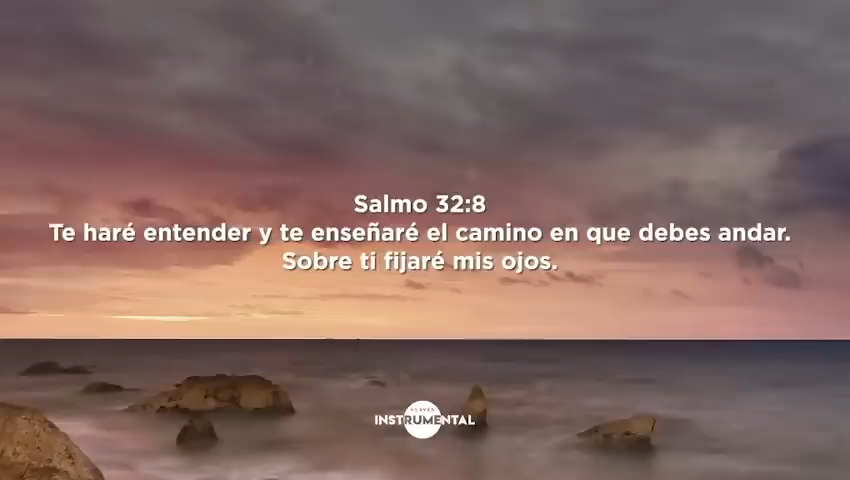 Salmo 32:8
Te haré entender y te enseñaré el camino en que debes andar.
Sobre ti fijaré mis ojos.
HEAVEN
INSTRUMENTAL